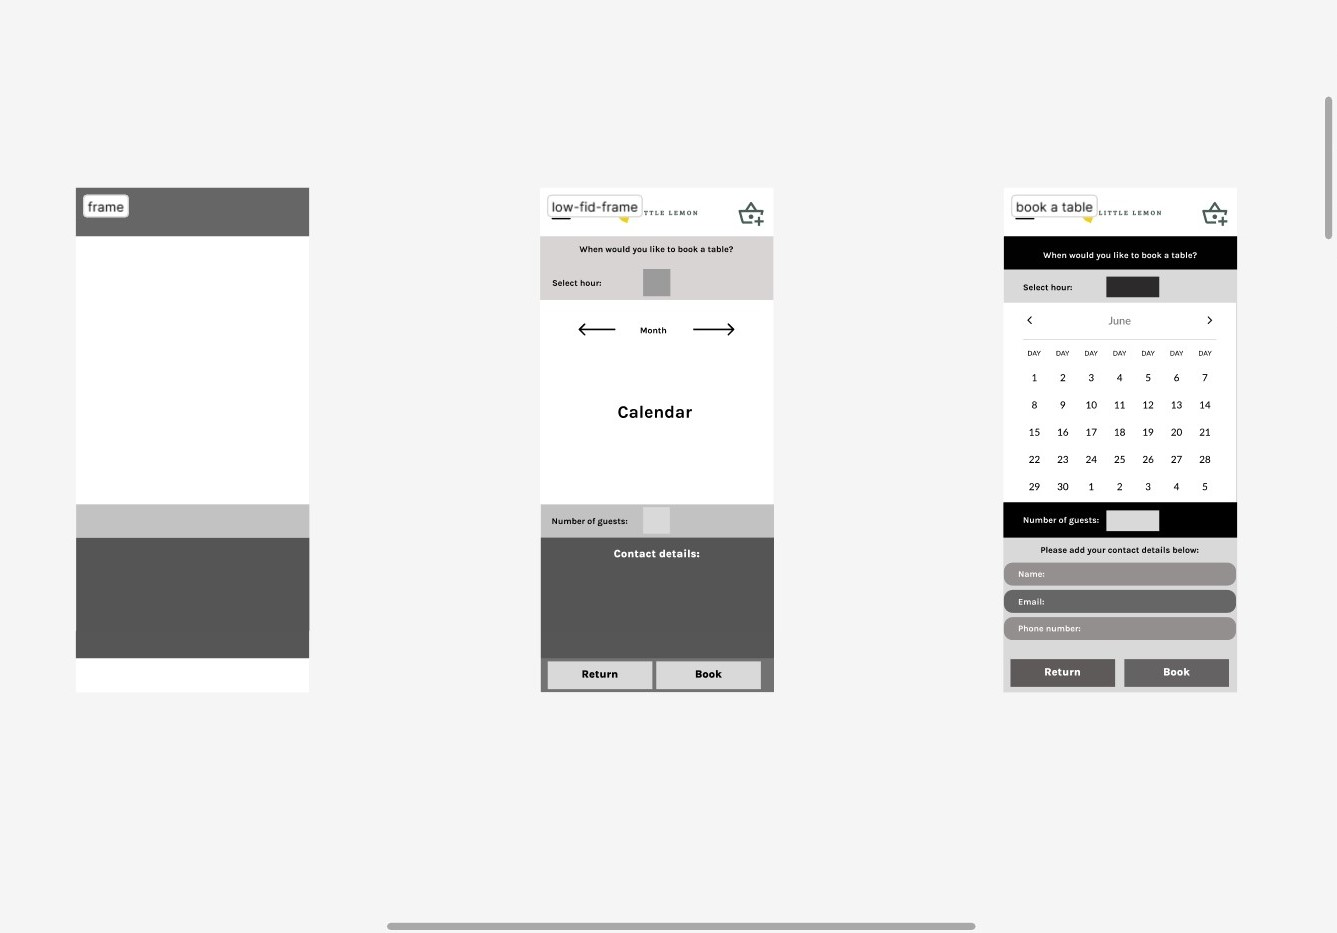 frame
low-fid-frame
TTLE LEMON
When would you like to book a table?
Select hour:
Month
Calendar
Number of guests:
Contact details:
Return Book
book a table
LITTLE LEMON
When would you like to book a table?
Select hour:
June
DAY DAY DAY DAY DAY DAY DAY
1 2 3 4 5 6 7
8 9 10 11 12 13 14
15 16 17 18 19 20 21
22 23 24 25 26 27 28
29 30 1 2 3 4 5
Number of guests:
Please add your contact details below:
Name:
Email:
Phone number:
Return Book